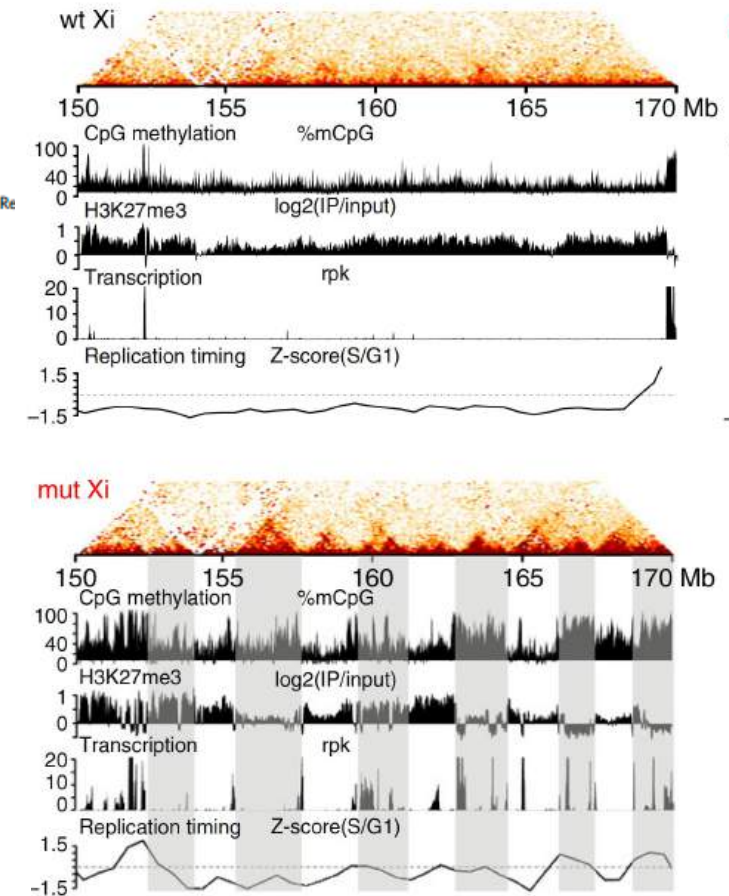 wt Xi
150 155 160 165 170 Mb
CpG methylation %mCpG
100
40
0
Re
H3K27me3 log2(IP/input)
1
0
Transcription rpk
20
10
0
Replication timing Z-score(S/G1)
1.5
−1.5
mut Xi
150 155 160 165 170 Mb
CpG methylation %mCpG
100
40
0
H3K27me3 log2(IP/input)
1
0
Transcription rpk
20
10
0
Replication timing Z-score(S/G1)
1.5
−1.5